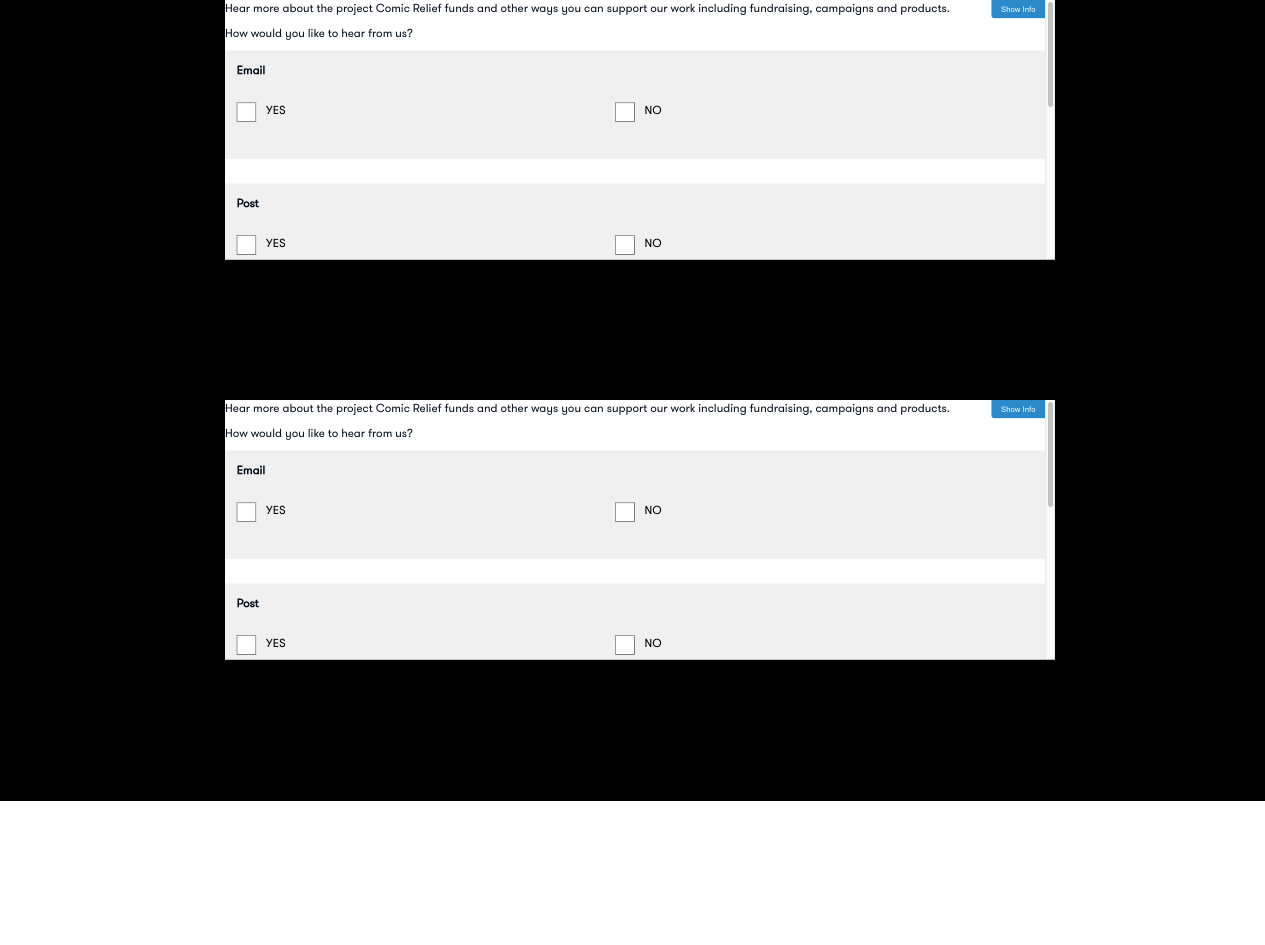 Hear more about the project Comic Relief funds and other ways you can support our work including fundraising, campaigns and products.
Show Info
How would you like to hear from us?
Email
YES NO
Post
YES NO
Hear more about the project Comic Relief funds and other ways you can support our work including fundraising, campaigns and products.
Show Info
How would you like to hear from us?
Email
YES NO
Post
YES NO